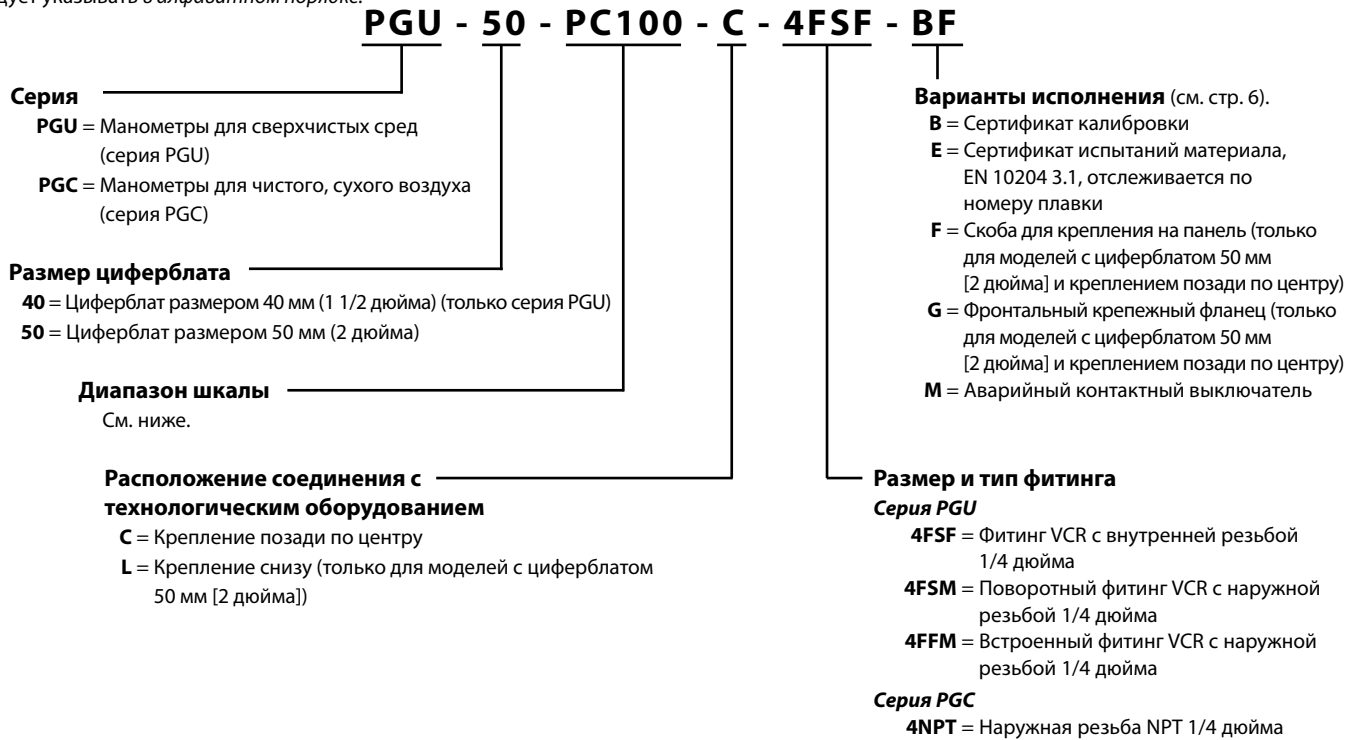 в алфавитном порядке.
PGU - 50 - PC100 - C - 4FSF - BF
Серия
PGU = Манометры для сверхчистых сред
(серия PGU)
PGC = Манометры для чистого, сухого воздуха
(серия PGC)
Размер циферблата
40 = Циферблат размером 40 мм (1 1/2 дюйма) (только серия PGU)
50 = Циферблат размером 50 мм (2 дюйма)
Диапазон шкалы
См. ниже.
Расположение соединения с
технологическим оборудованием
C = Крепление позади по центру
L = Крепление снизу (только для моделей с циферблатом
50 мм [2 дюйма])
Варианты исполнения (см. стр. 6).
B = Сертификат калибровки
E = Сертификат испытаний материала,
EN 10204 3.1, отслеживается по
номеру плавки
F = Скоба для крепления на панель (только
для моделей с циферблатом 50 мм
[2 дюйма] и креплением позади по центру)
G = Фронтальный крепежный фланец (только
для моделей с циферблатом 50 мм
[2 дюйма] и креплением позади по центру)
M = Аварийный контактный выключатель
Размер и тип фитинга
Серия PGU
4FSF = Фитинг VCR с внутренней резьбой
1/4 дюйма
4FSM = Поворотный фитинг VCR с наружной
резьбой 1/4 дюйма
4FFM = Встроенный фитинг VCR с наружной
резьбой 1/4 дюйма
Серия PGC
4NPT = Наружная резьба NPT 1/4 дюйма